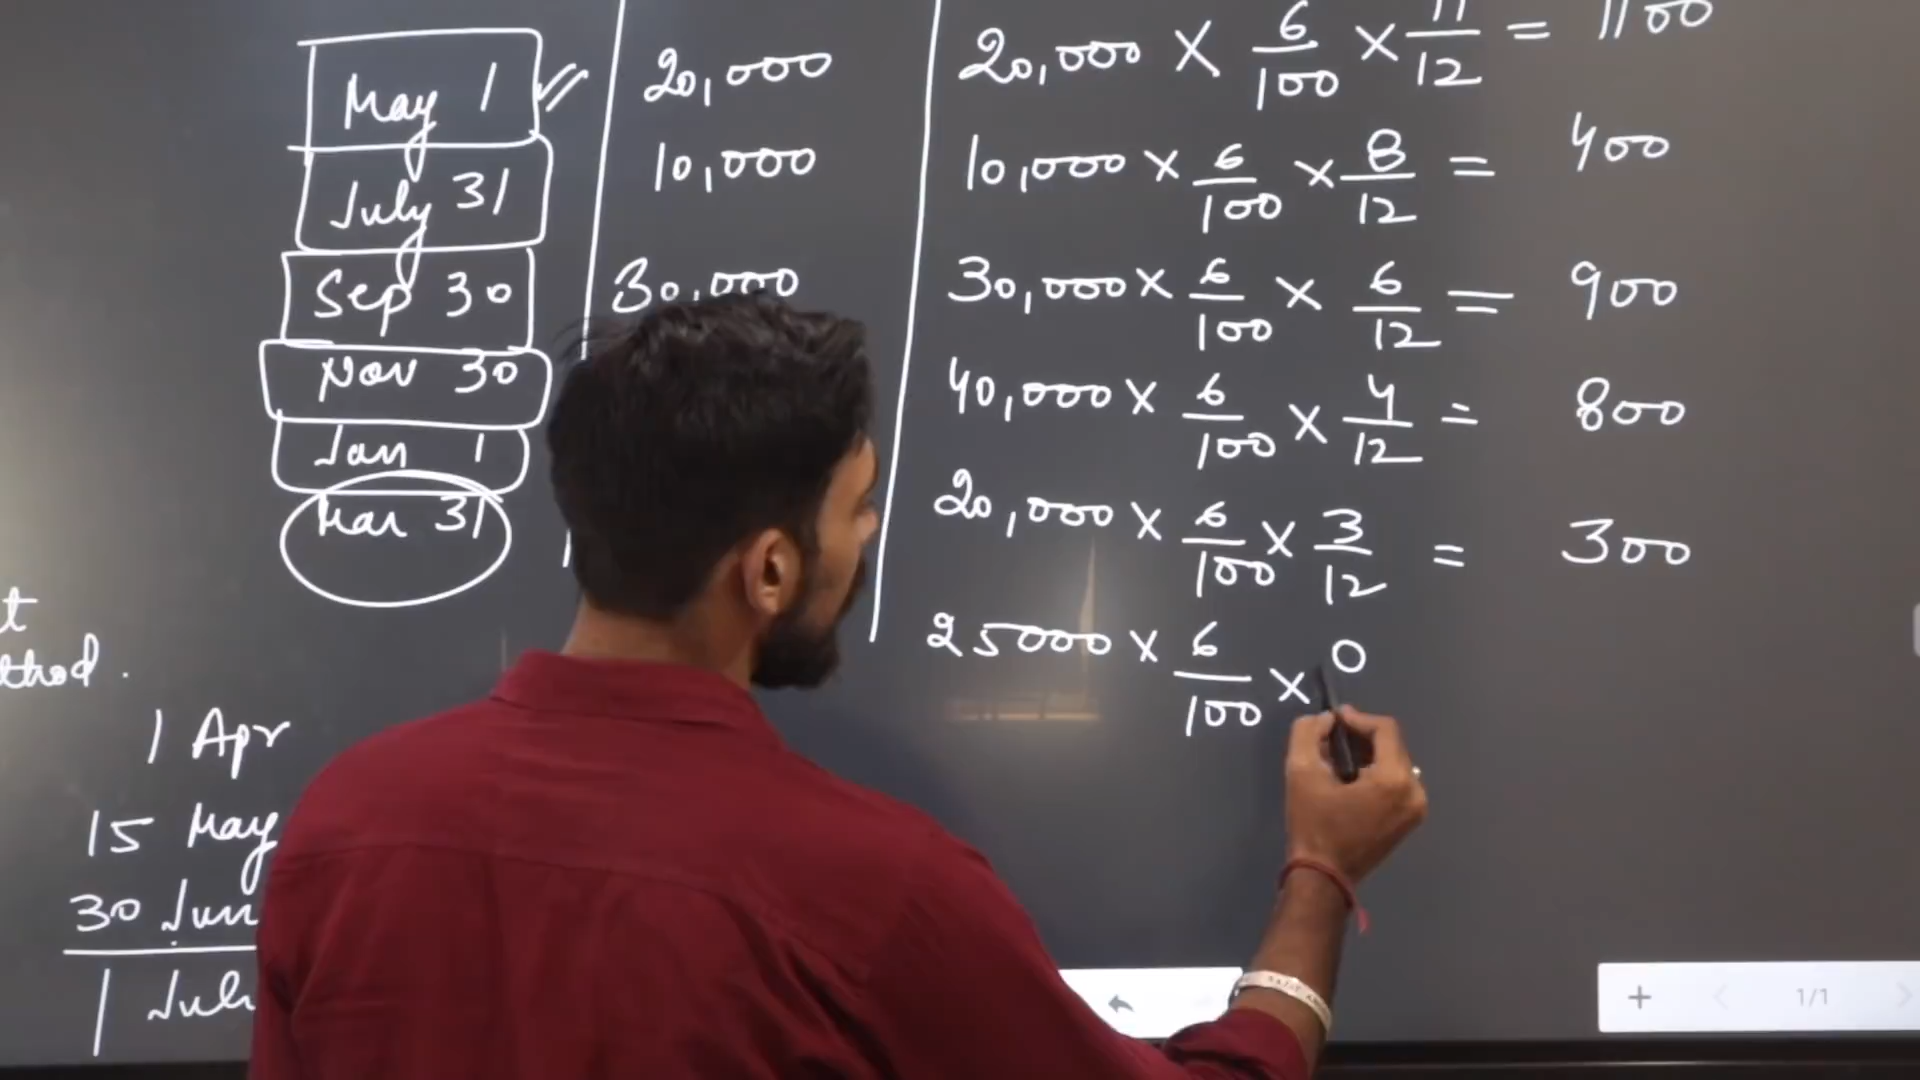 May 1 20,000 20,000 × 6/100 × 11/12 = 1100
July 31 10,000 10,000 × 6/100 × 8/12 = 400
Sep 30 30,000 30,000 × 6/100 × 6/12 = 900
Nov 30 40,000 × 6/100 × 4/12 = 800
Jan 1 20,000 × 6/100 × 3/12 = 300
Mar 31 25000 × 6/100 × 0
1 Apr
15 May
30 Jun
1 Jul
1/1